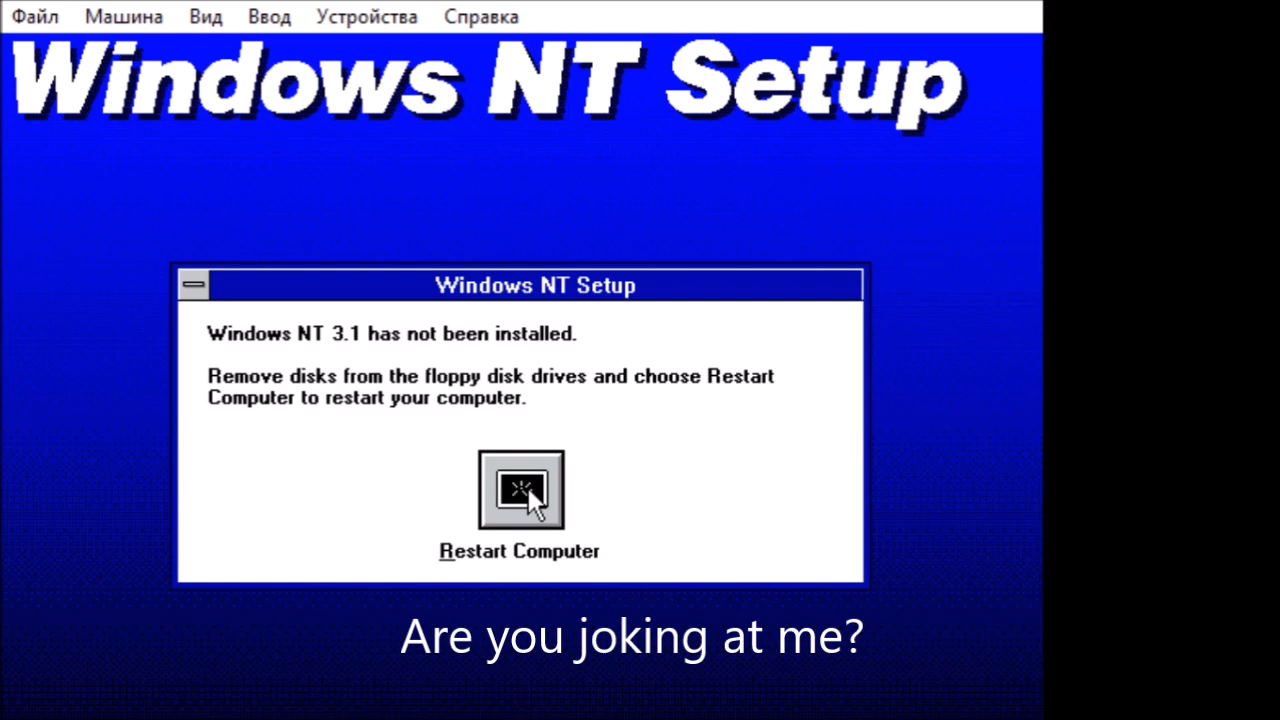 Файл Машина Вид Ввод Устройства Справка
Windows NT Setup
Windows NT Setup
Windows NT 3.1 has not been installed.
Remove disks from the floppy disk drives and choose Restart
Computer to restart your computer.
Restart Computer
Are you joking at me?